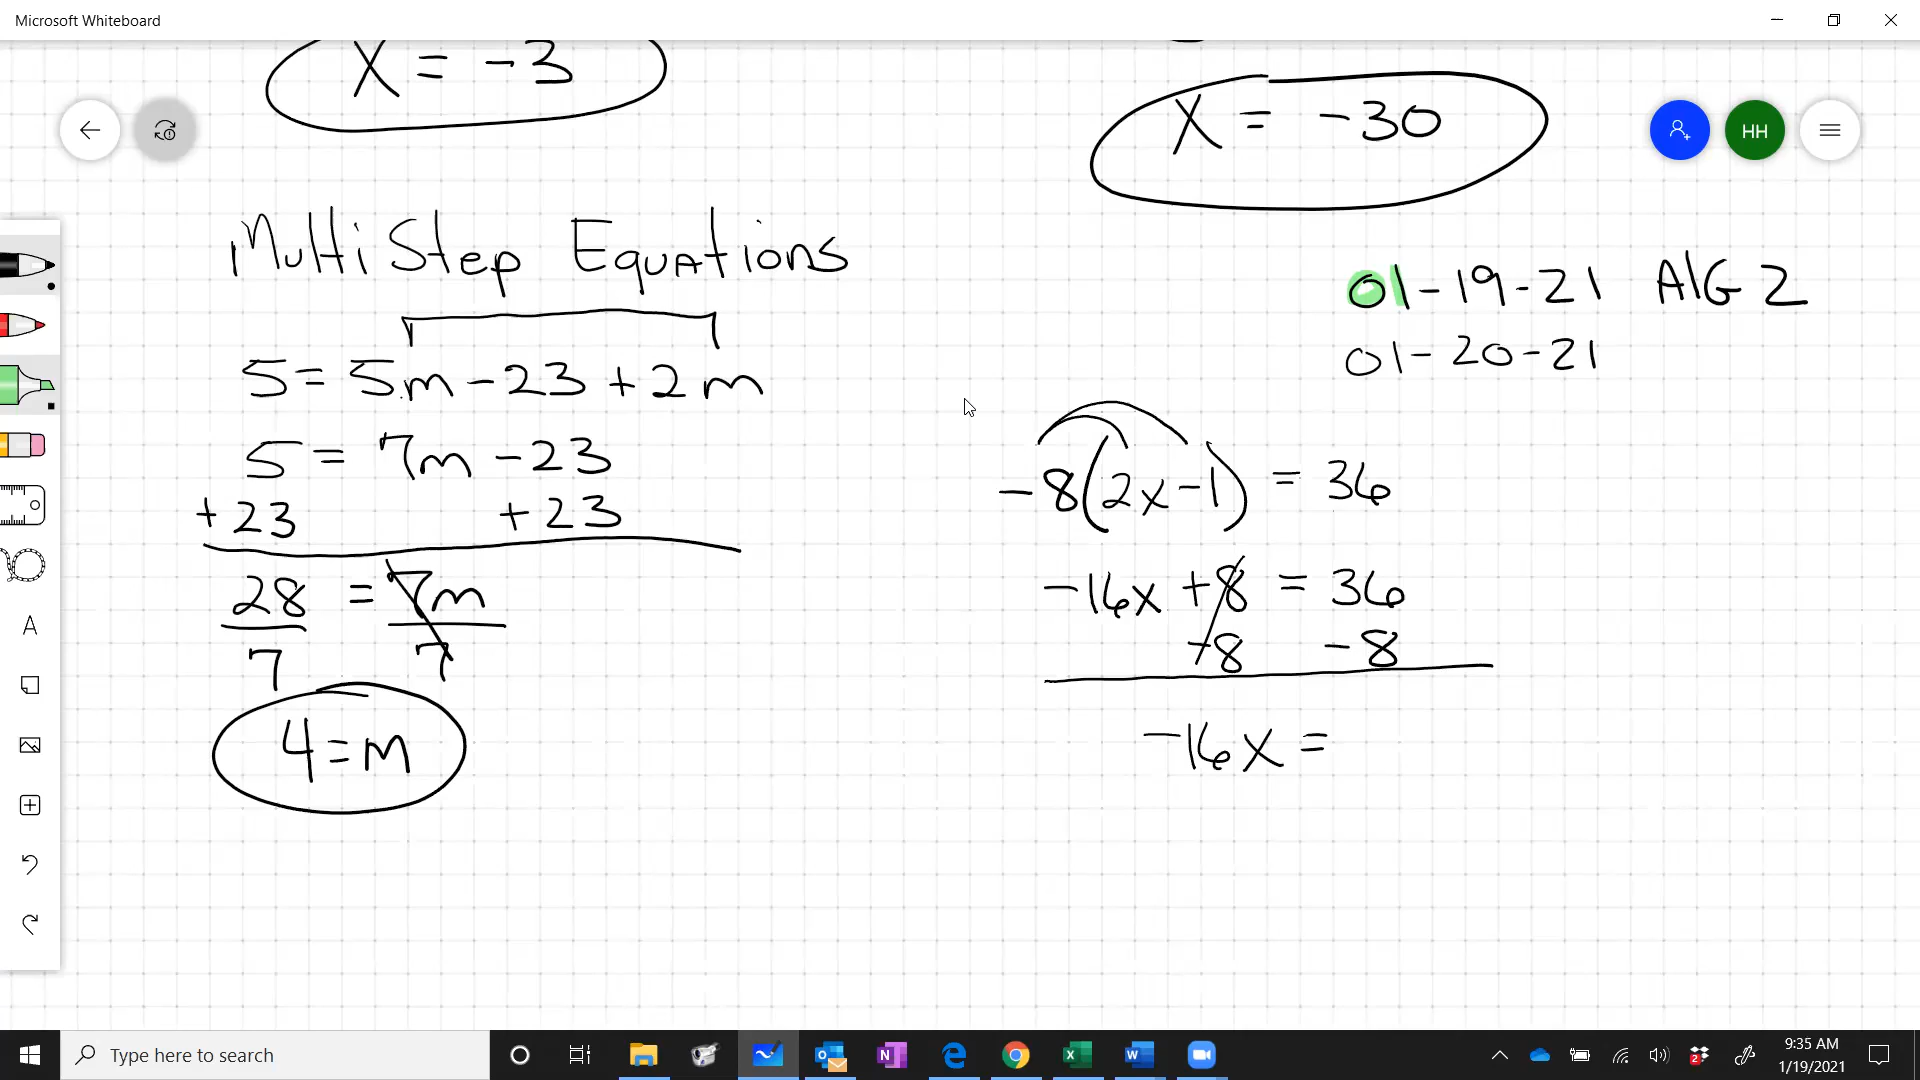 Microsoft Whiteboard
X = -3
X = -30
HH
Multi Step Equations
01-19-21 AlG 2
01-20-21
5 = 5m - 23 + 2m
5 = 7m - 23
+ 23 + 23
28 = 7m
7 7
4 = m
-8(2x-1) = 36
-16x + 8 = 36
-8 -8
-16x =
A
Type here to search
9:35 AM
1/19/2021